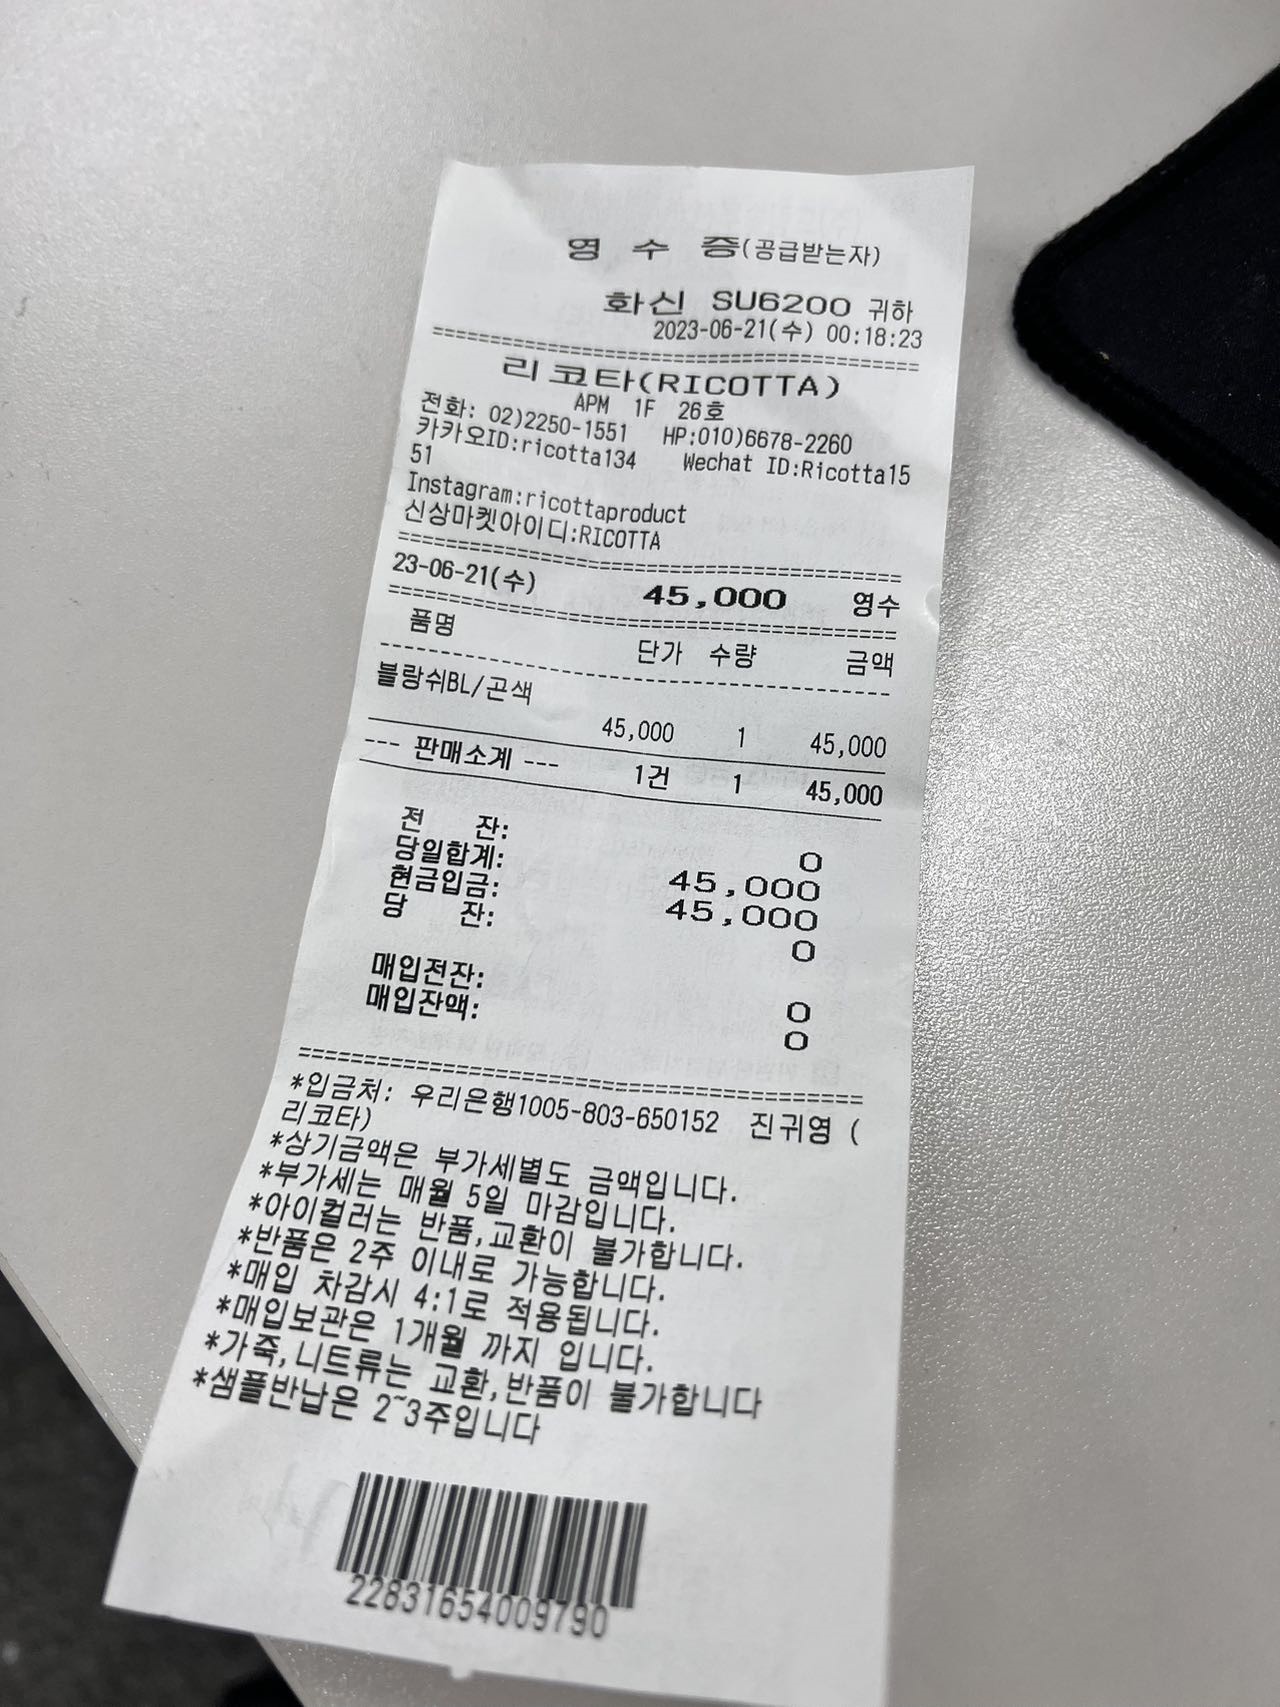 영 수 증(공급받는자)
화신 SU6200 귀하
2023-06-21(수) 00:18:23
========================================
리코타(RICOTTA)
APM 1F 26호
전화: 02)2250-1551 HP:010)6678-2260
카카오ID:ricotta134 Wechat ID:Ricotta15
51
Instagram:ricottaproduct
신상마켓아이디:RICOTTA
========================================
23-06-21(수) 45,000 영수
========================================
품명 단가 수량 금액
----------------------------------------
블랑쉬BL/곤색
45,000 1 45,000
--- 판매소계 --- 1건 1 45,000
전 잔: 0
당일합계: 45,000
현금입금: 45,000
당 잔: 0
매입전잔: 0
매입잔액: 0
========================================
*입금처: 우리은행1005-803-650152 진귀영 (
리코타)
*상기금액은 부가세별도 금액입니다.
*부가세는 매월 5일 마감입니다.
*아이컬러는 반품,교환이 불가합니다.
*반품은 2주 이내로 가능합니다.
*매입 차감시 4:1로 적용됩니다.
*매입보관은 1개월 까지 입니다.
*가죽,니트류는 교환,반품이 불가합니다
*샘플반납은 2~3주입니다
22831654009790